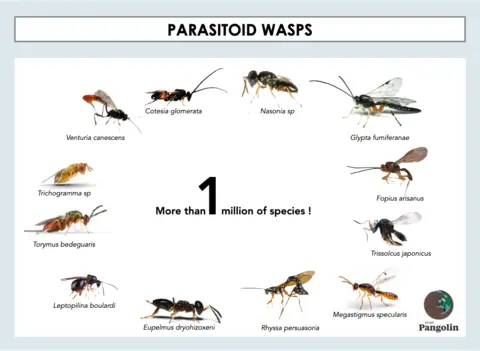 PARASITOID WASPS
Cotesia glomerata
Nasonia sp
Venturia canescens
Glypta fumiferanae
Trichogramma sp
Fopius arisanus
More than 1 million of species !
Torymus bedeguaris
Trissolcus japonicus
Leptopilina boulardi
Megastigmus specularis
Eupelmus dryohizoxeni
Rhyssa persuasoria
Pangolin